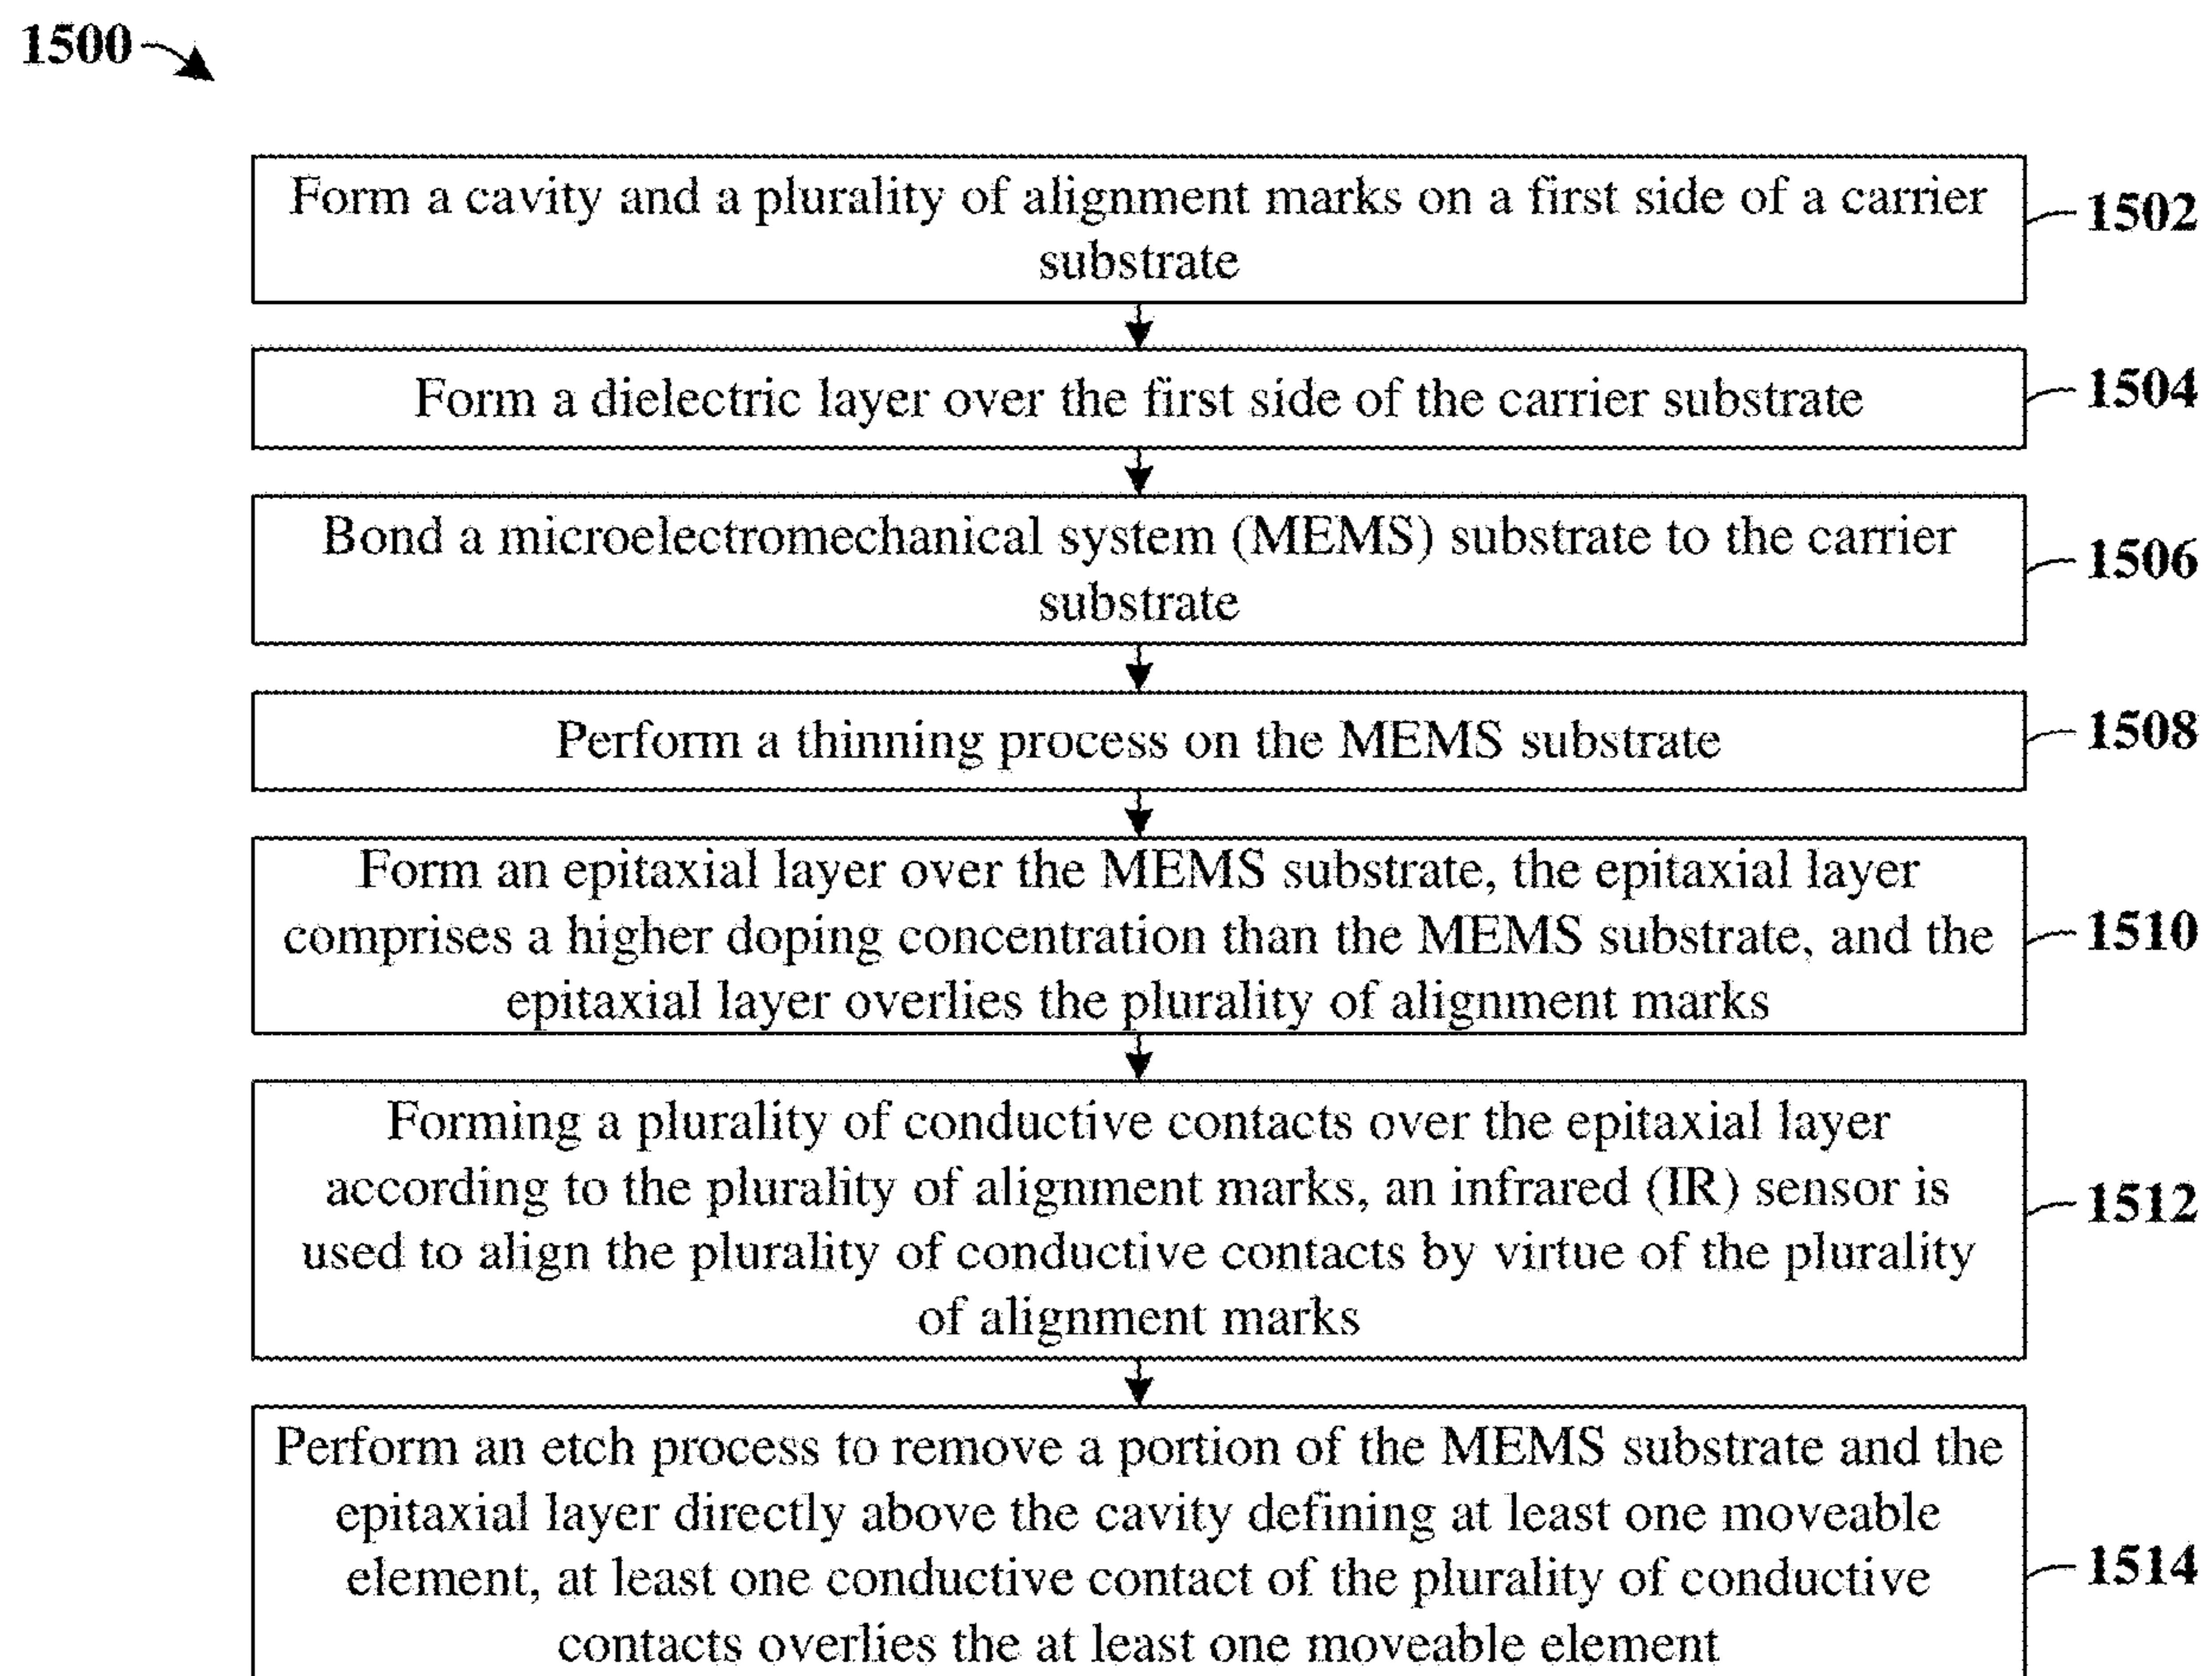 1500
Form a cavity and a plurality of alignment marks on a first side of a carrier
substrate
1502
Form a dielectric layer over the first side of the carrier substrate
1504
Bond a microelectromechanical system (MEMS) substrate to the carrier
substrate
1506
Perform a thinning process on the MEMS substrate
1508
Form an epitaxial layer over the MEMS substrate, the epitaxial layer
comprises a higher doping concentration than the MEMS substrate, and the
epitaxial layer overlies the plurality of alignment marks
1510
Forming a plurality of conductive contacts over the epitaxial layer
according to the plurality of alignment marks, an infrared (IR) sensor is
used to align the plurality of conductive contacts by virtue of the plurality
of alignment marks
1512
Perform an etch process to remove a portion of the MEMS substrate and the
epitaxial layer directly above the cavity defining at least one moveable
element, at least one conductive contact of the plurality of conductive
contacts overlies the at least one moveable element
1514